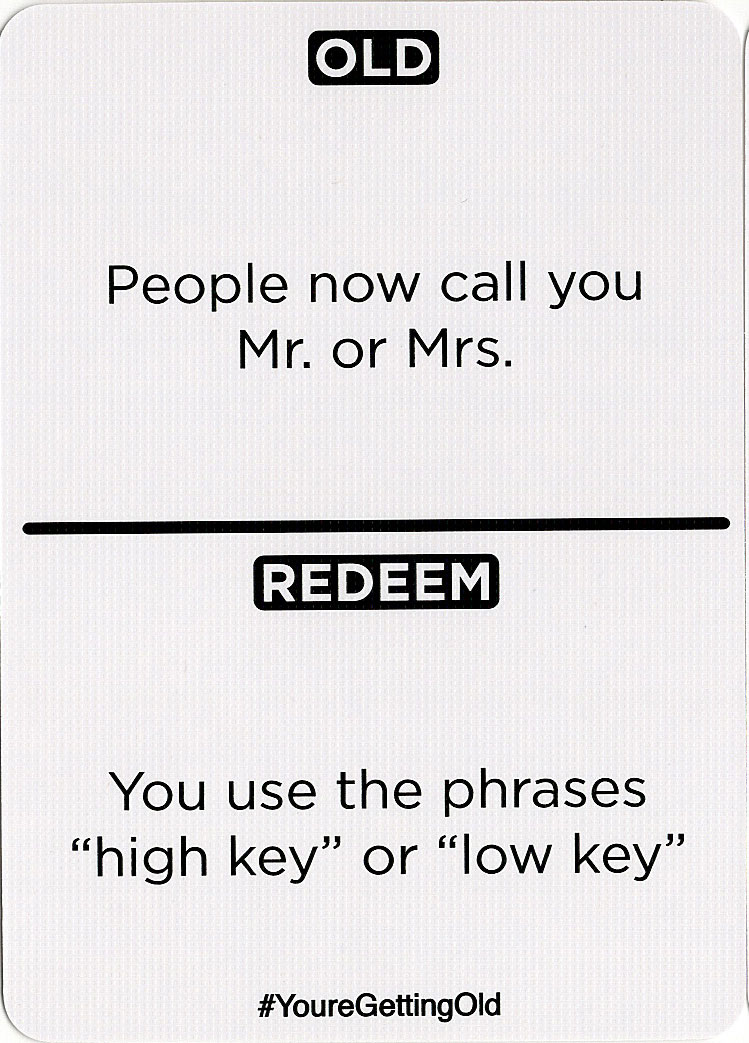 OLD
People now call you
Mr. or Mrs.
REDEEM
You use the phrases
“high key” or “low key”
#YoureGettingOld